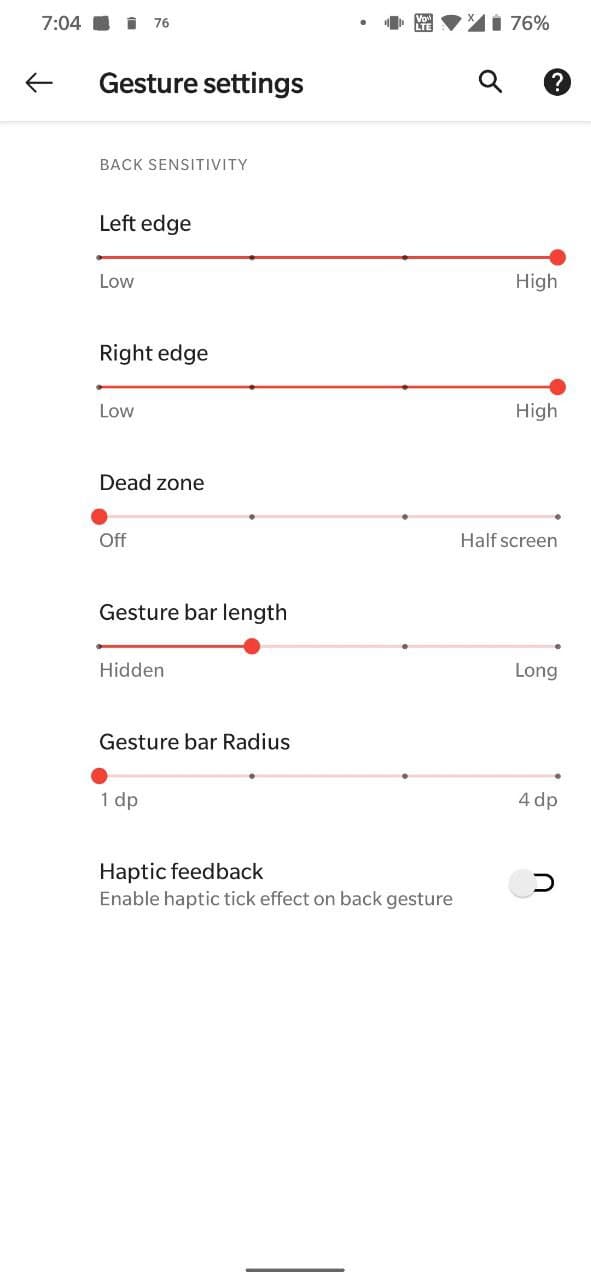 7:04 76 Vo)) LTE X 76%
Gesture settings ?
BACK SENSITIVITY
Left edge
Low High
Right edge
Low High
Dead zone
Off Half screen
Gesture bar length
Hidden Long
Gesture bar Radius
1 dp 4 dp
Haptic feedback
Enable haptic tick effect on back gesture